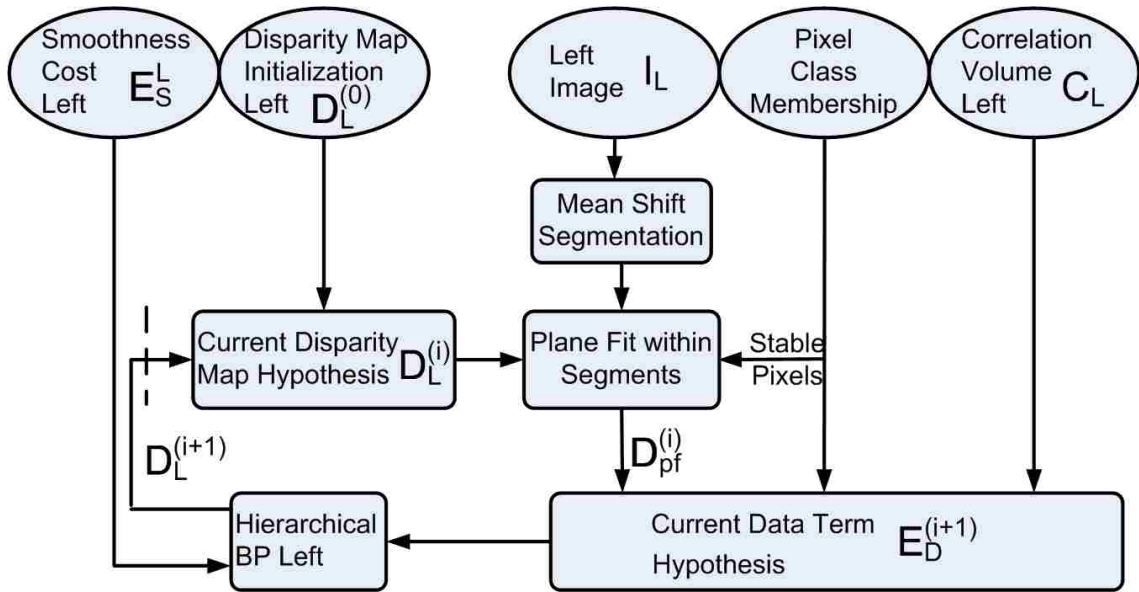 Smoothness
Cost
Left E_S^L
Disparity Map
Initialization
Left D_L^(0)
Left
Image I_L
Pixel
Class
Membership
Correlation
Volume
Left C_L
Mean Shift
Segmentation
Current Disparity
Map Hypothesis D_L^(i)
Plane Fit within
Segments
Stable
Pixels
D_L^(i+1)
D_pf^(i)
Hierarchical
BP Left
Current Data Term
Hypothesis E_D^(i+1)